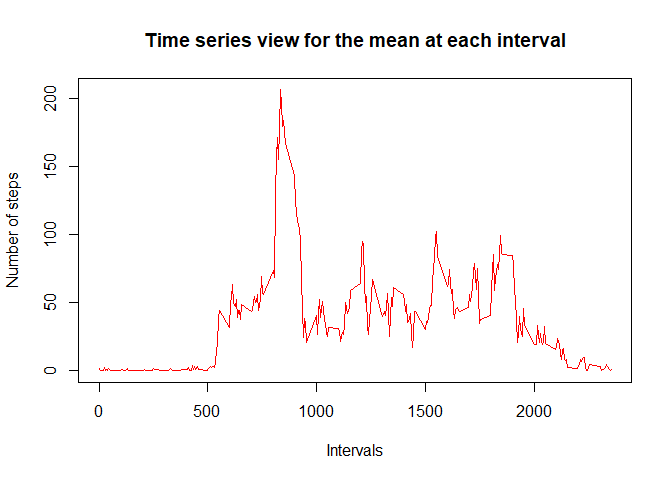 Time series view for the mean at each interval
Number of steps
200
150
100
50
0
0 500 1000 1500 2000
Intervals